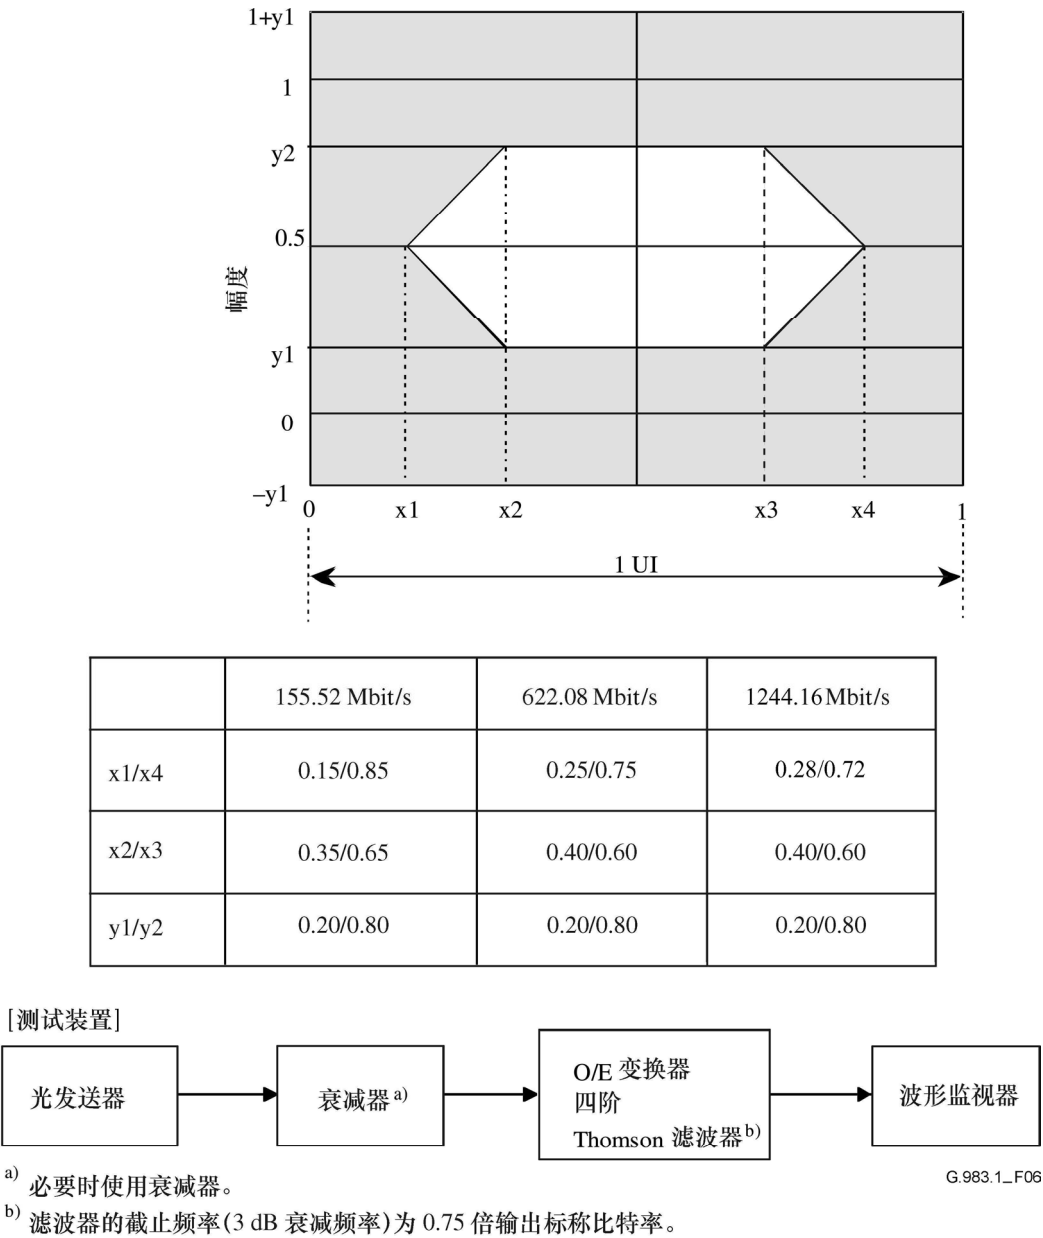 1+y1
1
y2
0.5
幅度
y1
0
–y1
0 x1 x2 x3 x4 1
1 UI
155.52 Mbit/s 622.08 Mbit/s 1244.16 Mbit/s
x1/x4 0.15/0.85 0.25/0.75 0.28/0.72
x2/x3 0.35/0.65 0.40/0.60 0.40/0.60
y1/y2 0.20/0.80 0.20/0.80 0.20/0.80
[测试装置]
光发送器
衰减器a)
O/E 变换器
四阶
Thomson 滤波器b)
波形监视器
G.983.1_F06
a) 必要时使用衰减器。
b) 滤波器的截止频率(3 dB 衰减频率)为 0.75 倍输出标称比特率。